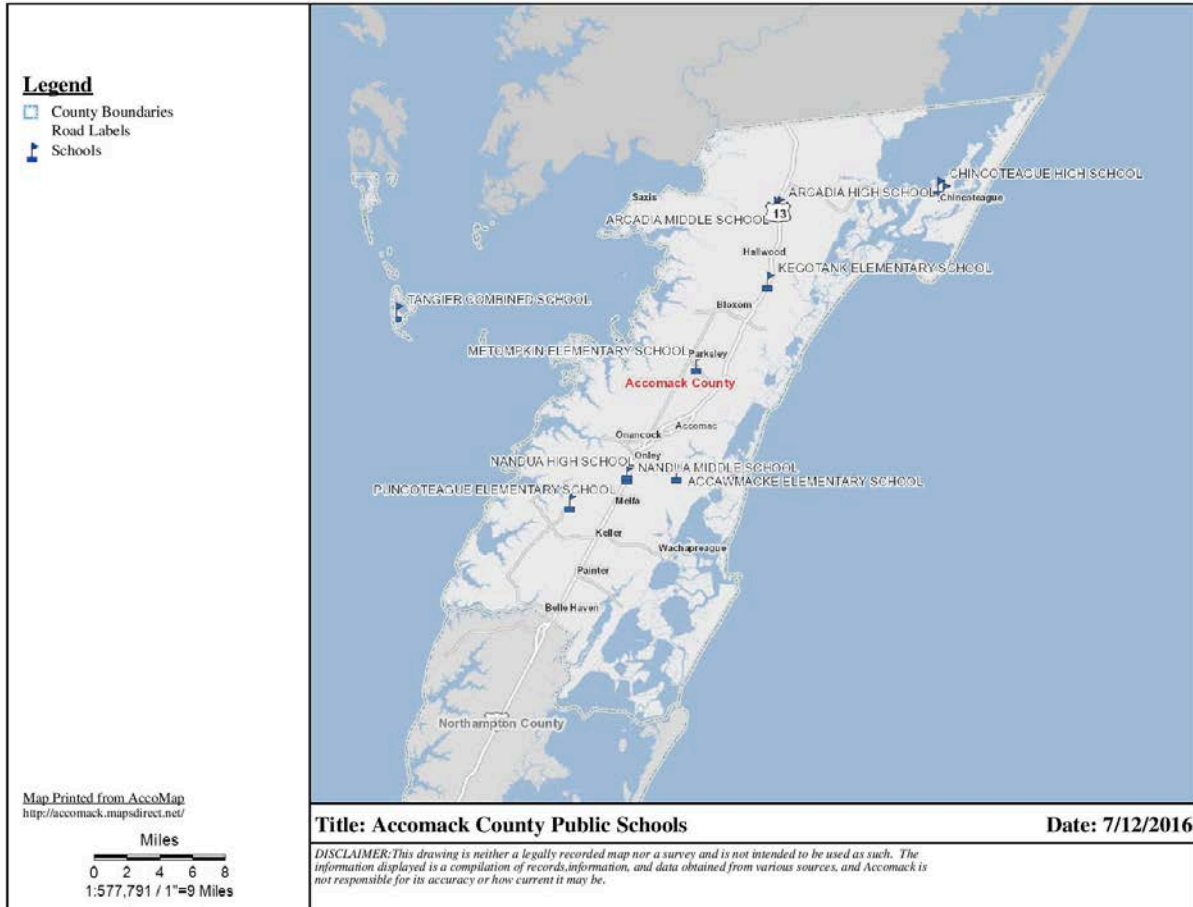 Legend
County Boundaries
Road Labels
Schools
CHINCOTEAGUE HIGH SCHOOL
ARCADIA HIGH SCHOOL
Saxis
Chincoteague
ARCADIA MIDDLE SCHOOL
13
Hallwood
KEGOTANK ELEMENTARY SCHOOL
TANGIER COMBINED SCHOOL
Bloxom
METOMPKIN ELEMENTARY SCHOOL
Parksley
Accomack County
Accomac
Onancock
Onley
NANDUA HIGH SCHOOL
NANDUA MIDDLE SCHOOL
ACCAWMACKE ELEMENTARY SCHOOL
PUNGOTEAGUE ELEMENTARY SCHOOL
Melfa
Keller
Wachapreague
Painter
Belle Haven
Northampton County
Map Printed from AccoMap
http://accomack.mapsdirect.net/
Miles
0 2 4 6 8
1:577,791 / 1"=9 Miles
Title: Accomack County Public Schools
Date: 7/12/2016
DISCLAIMER:This drawing is neither a legally recorded map nor a survey and is not intended to be used as such. The
information displayed is a compilation of records,information, and data obtained from various sources, and Accomack is
not responsible for its accuracy or how current it may be.